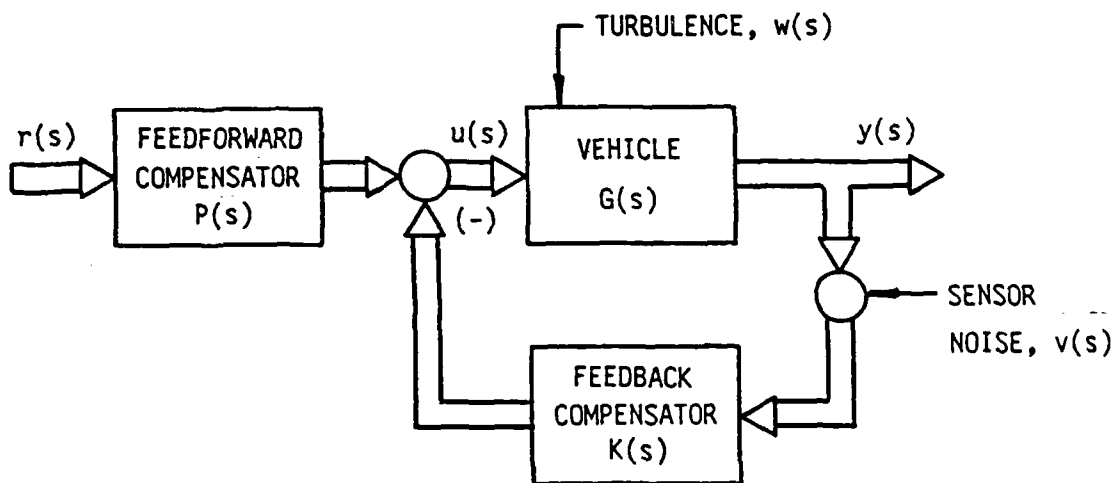 TURBULENCE, w(s)
r(s)
FEEDFORWARD
COMPENSATOR
P(s)
u(s)
(-)
VEHICLE
G(s)
y(s)
SENSOR
NOISE, v(s)
FEEDBACK
COMPENSATOR
K(s)